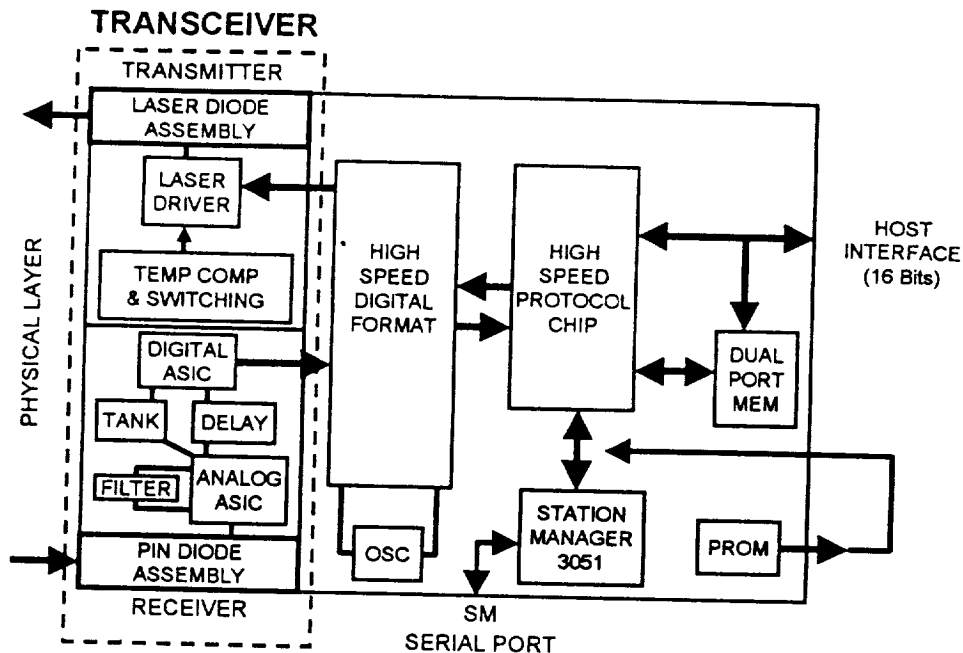 TRANSCEIVER
TRANSMITTER
LASER DIODE
ASSEMBLY
LASER
DRIVER
TEMP COMP
& SWITCHING
PHYSICAL LAYER
DIGITAL
ASIC
TANK
DELAY
FILTER
ANALOG
ASIC
PIN DIODE
ASSEMBLY
RECEIVER
HIGH
SPEED
DIGITAL
FORMAT
OSC
HIGH
SPEED
PROTOCOL
CHIP
STATION
MANAGER
3051
SM
SERIAL PORT
DUAL
PORT
MEM
PROM
HOST
INTERFACE
(16 Bits)